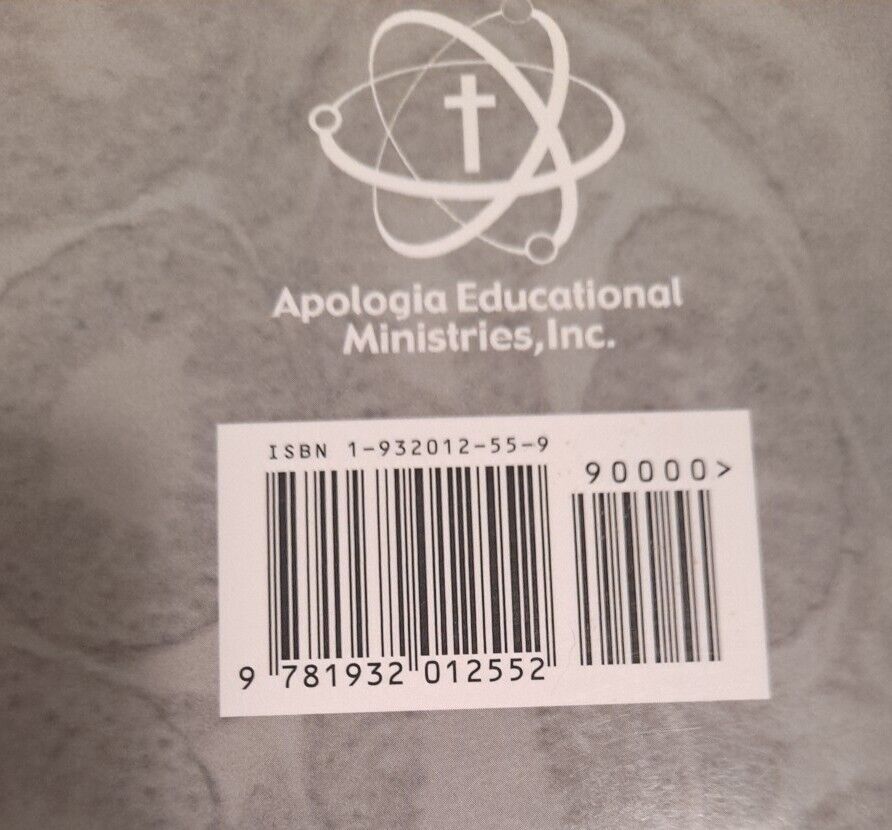 Apologia Educational
Ministries, Inc.
ISBN 1-932012-55-9
90000>
9 781932 012552